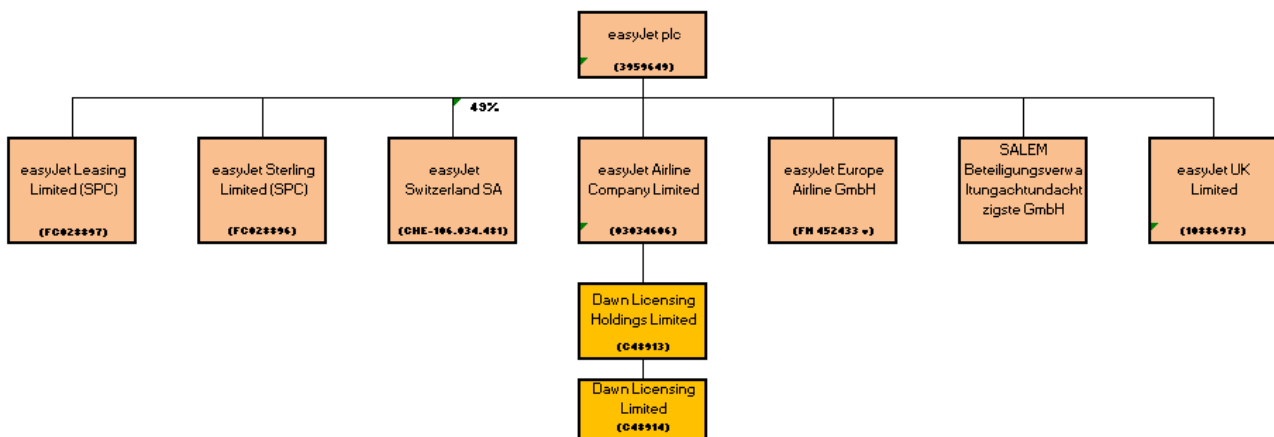 easyJet plc
(3959649)
49%
easyJet Leasing
Limited (SPC)
(FC028897)
easyJet Sterling
Limited (SPC)
(FC028896)
easyJet
Switzerland SA
(CHE-106.034.481)
easyJet Airline
Company Limited
(03034606)
easyJet Europe
Airline GmbH
(FN 452433 v)
SALEM
Beteiligungsverwa
ltungachtundacht
zigste GmbH
easyJet UK
Limited
(10886978)
Dawn Licensing
Holdings Limited
(C48913)
Dawn Licensing
Limited
(C48914)